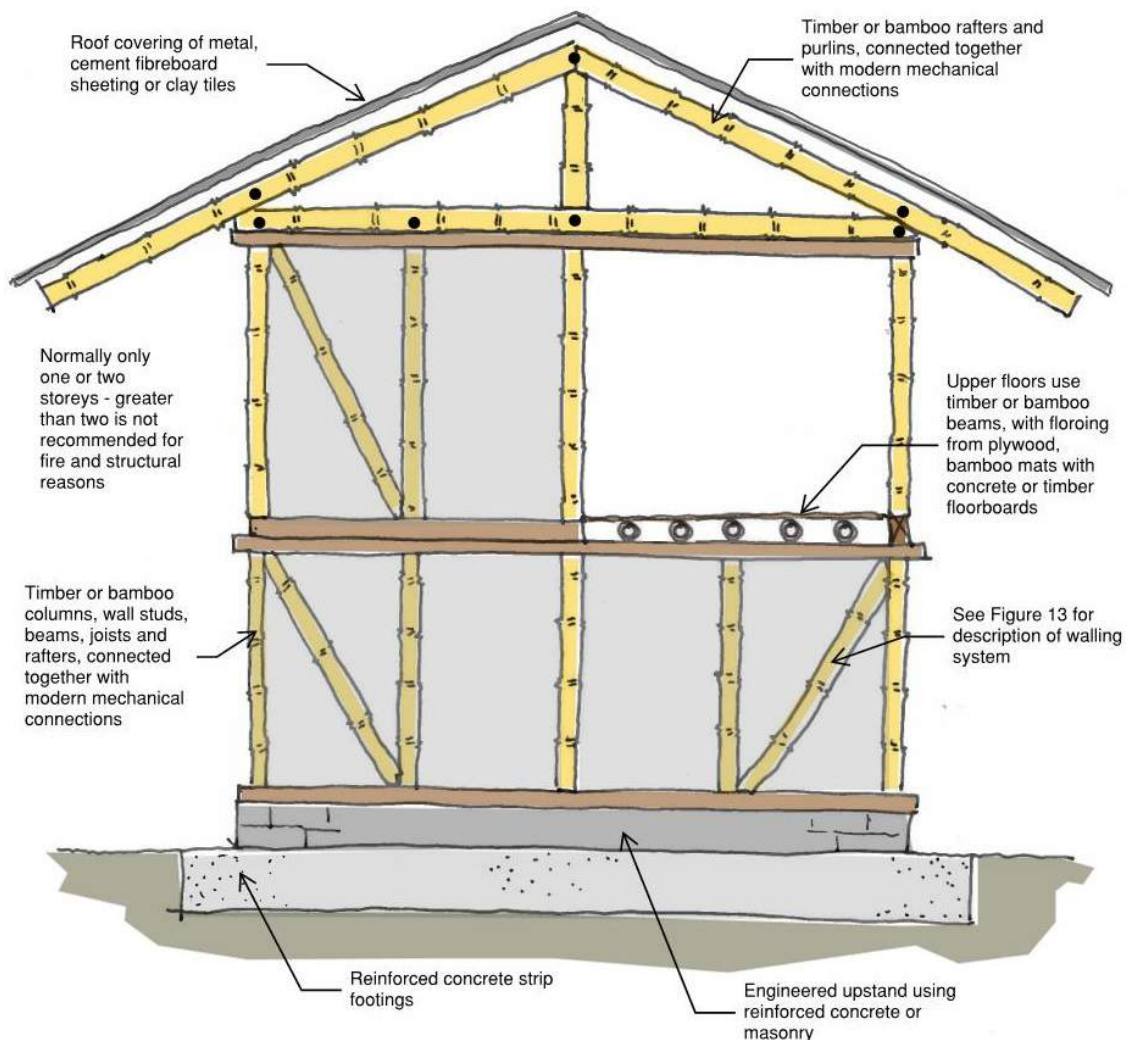 Roof covering of metal,
cement fibreboard
sheeting or clay tiles
Timber or bamboo rafters and
purlins, connected together
with modern mechanical
connections
Normally only
one or two
storeys - greater
than two is not
recommended for
fire and structural
reasons
Upper floors use
timber or bamboo
beams, with floroing
from plywood,
bamboo mats with
concrete or timber
floorboards
Timber or bamboo
columns, wall studs,
beams, joists and
rafters, connected
together with
modern mechanical
connections
See Figure 13 for
description of walling
system
Reinforced concrete strip
footings
Engineered upstand using
reinforced concrete or
masonry